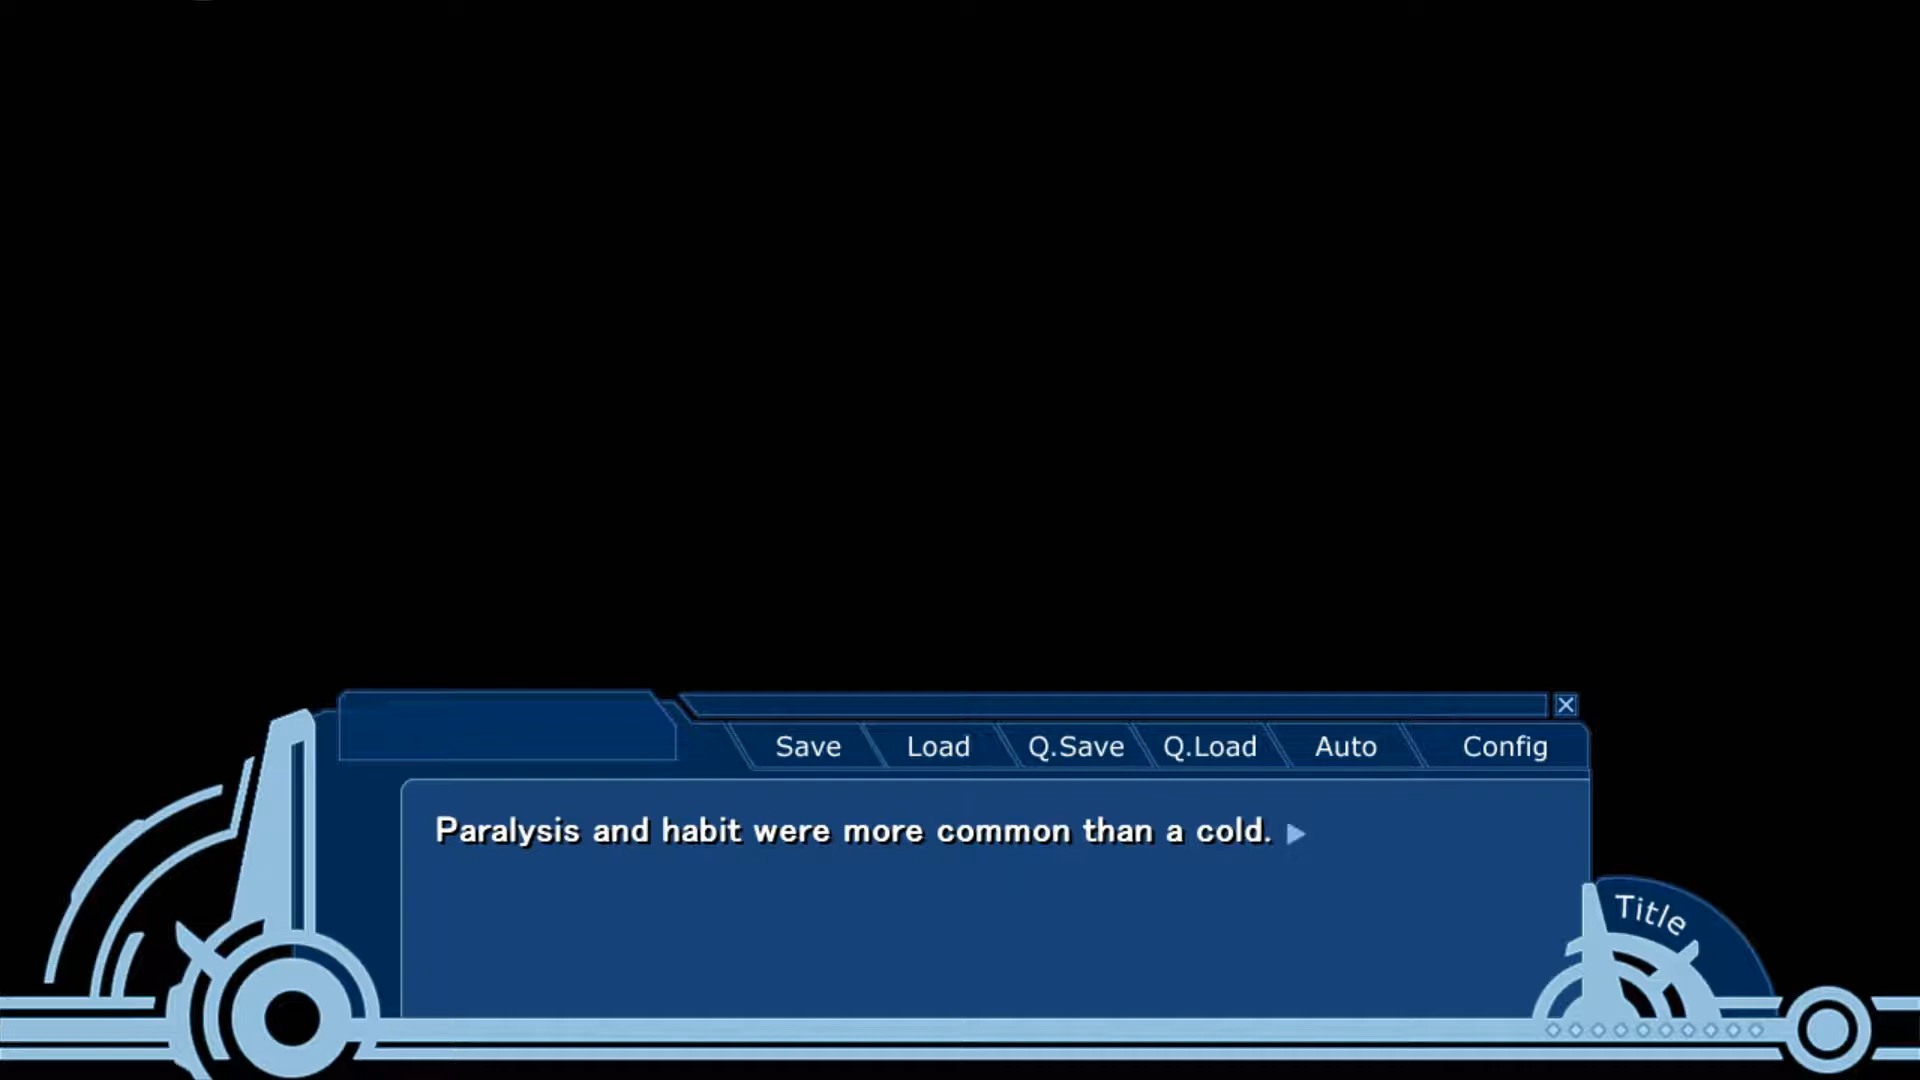 Save Load Q.Save Q.Load Auto Config
Paralysis and habit were more common than a cold.
Title